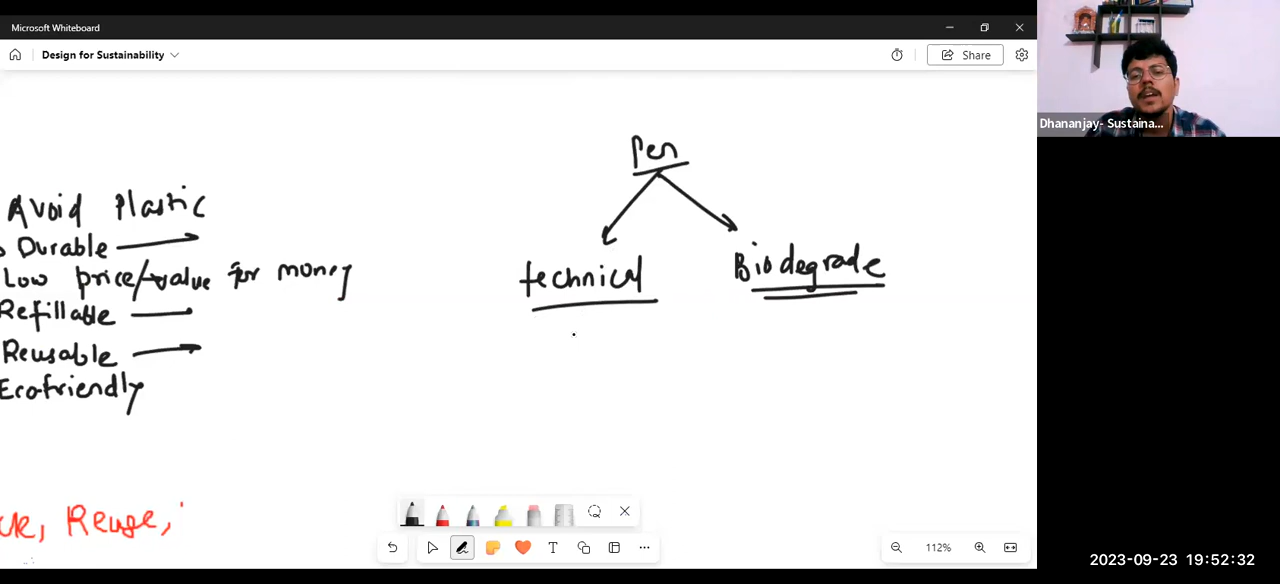 Microsoft Whiteboard
Design for Sustainability
Share
Dhananjay- Sustaina...
Pen
Avoid Plastic
Durable
Low price/value for money
technical
Biodegrade
Refillable
Reusable
Ecofriendly
Reuse,
112%
2023-09-23 19:52:32